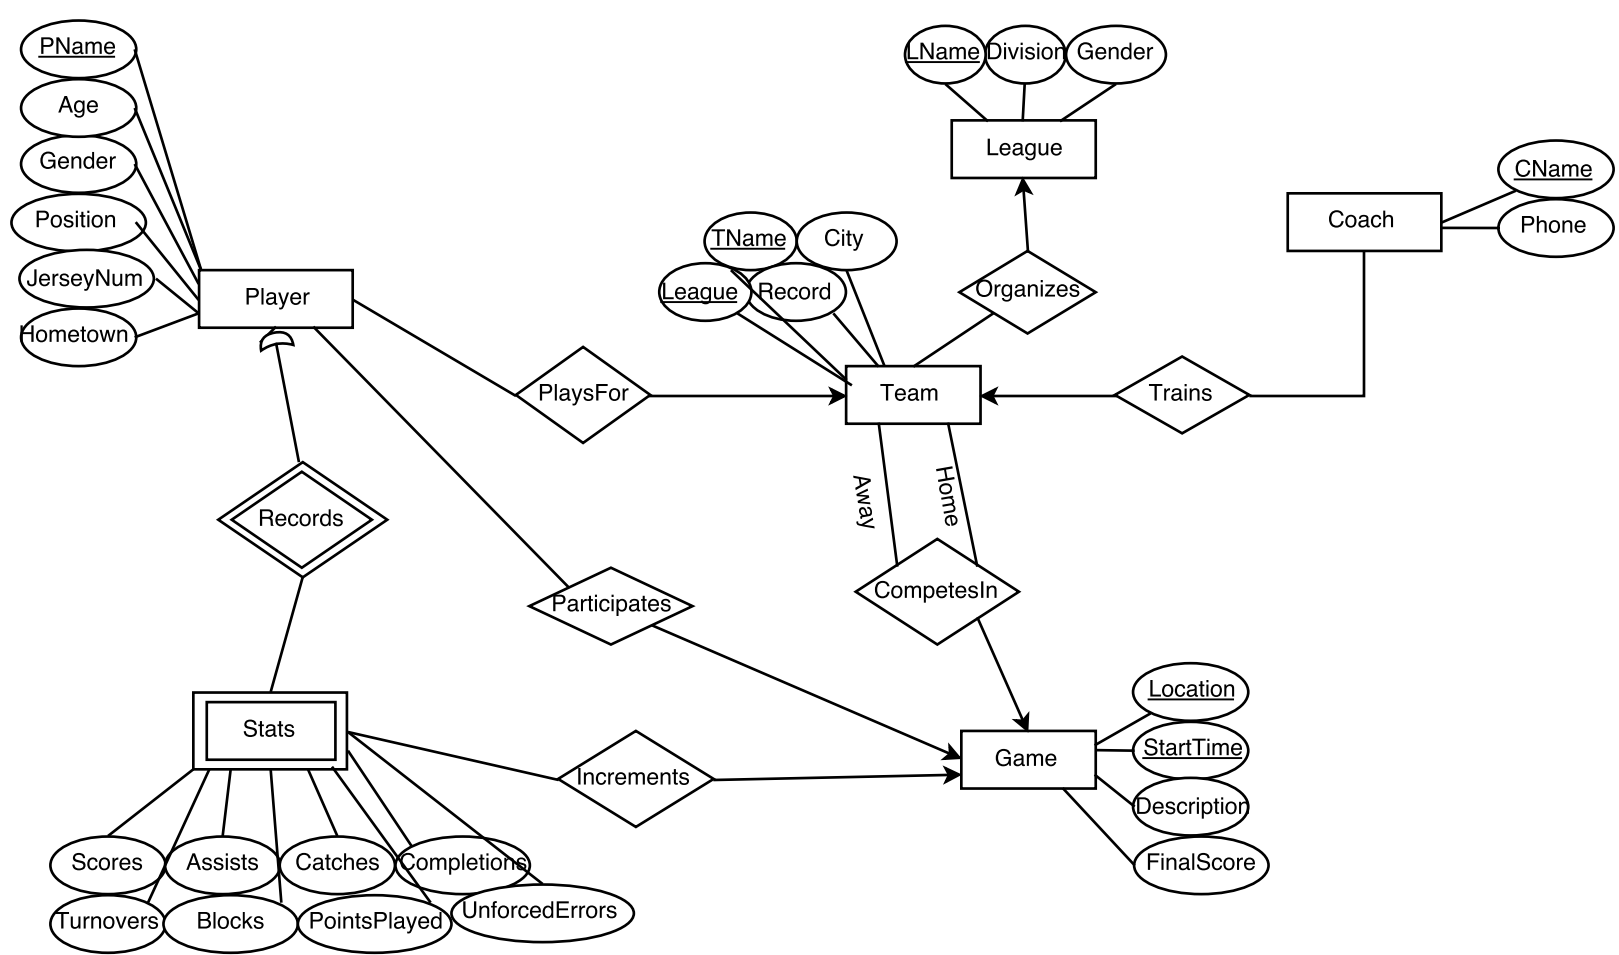 PName
Age
Gender
Position
JerseyNum
Hometown
Player
LName
Division
Gender
League
CName
Phone
Coach
TName
City
League
Record
Organizes
PlaysFor
Team
Trains
Away
Home
Records
Participates
CompetesIn
Stats
Increments
Game
Location
StartTime
Description
FinalScore
Scores
Assists
Catches
Completions
Turnovers
Blocks
PointsPlayed
UnforcedErrors